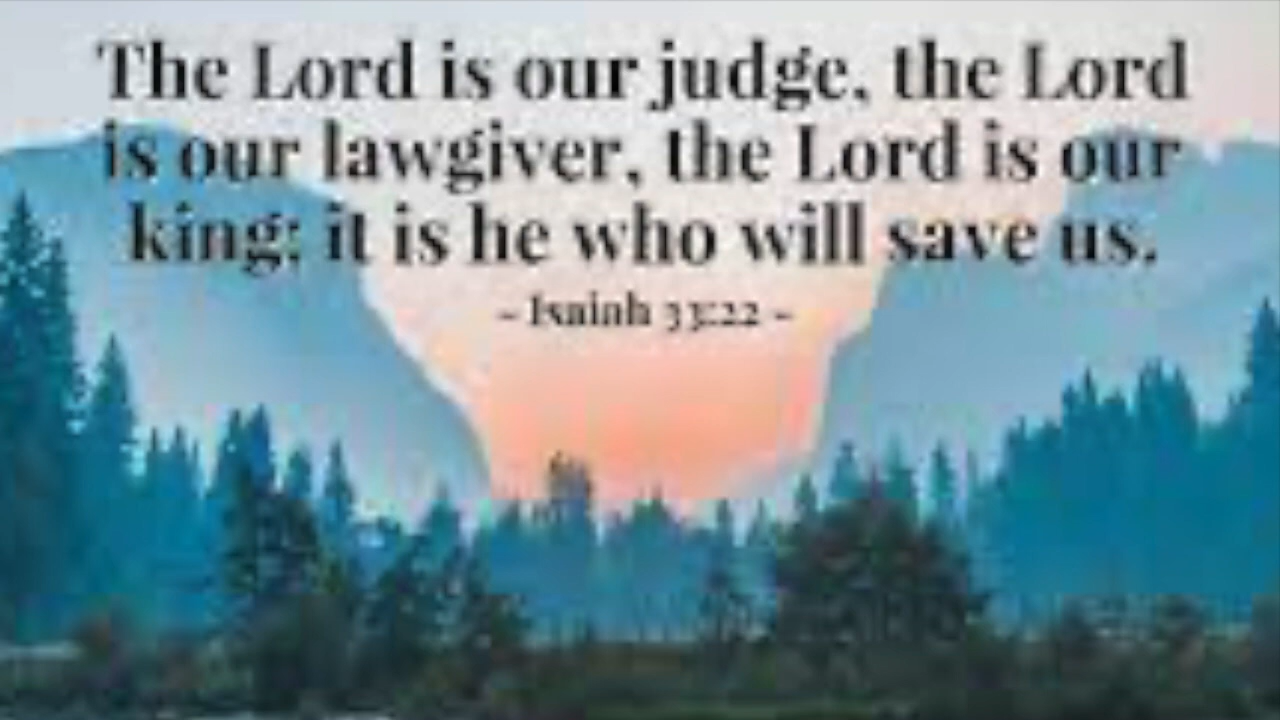 The Lord is our judge, the Lord
is our lawgiver, the Lord is our
king; it is he who will save us.
- Isaiah 33:22 -